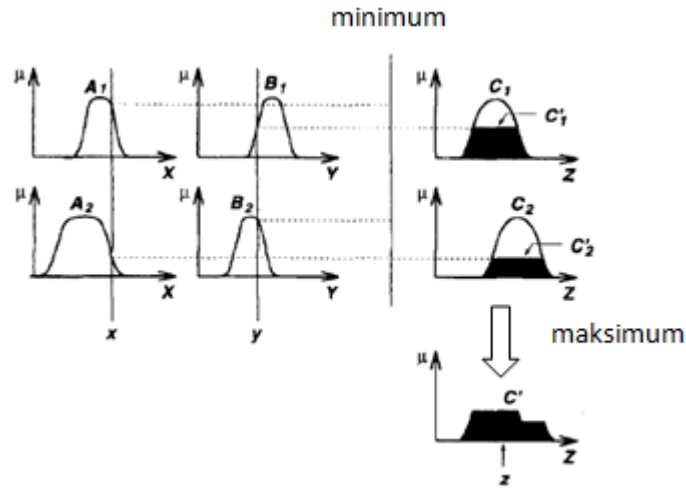 minimum
μ A1 X
μ B1 Y
μ C1 C'1 Z
μ A2 X
μ B2 Y
μ C2 C'2 Z
x y
maksimum
μ C' Z
z